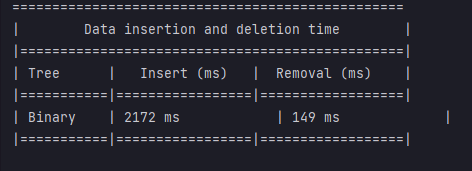 =================================================
|        Data insertion and deletion time        |
|================================================|
| Tree      |   Insert (ms)   |  Removal (ms)    |
|===========|=================|==================|
| Binary    | 2172 ms            | 149 ms             |
|===========|=================|==================|